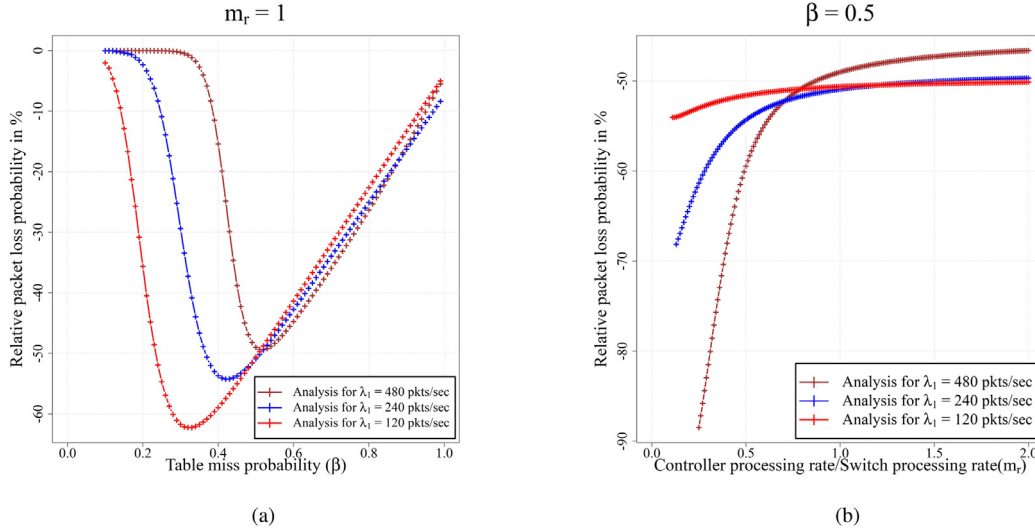 m_r = 1
Relative packet loss probability in %
0
-10
-20
-30
-40
-50
-60
0.0
0.2
0.4
0.6
0.8
1.0
Table miss probability (β)
Analysis for λ₁ = 480 pkts/sec
Analysis for λ₁ = 240 pkts/sec
Analysis for λ₁ = 120 pkts/sec
(a)
β = 0.5
Relative packet loss probability in %
-50
-60
-70
-80
-90
0.0
0.5
1.0
1.5
2.0
Controller processing rate/Switch processing rate(m_r)
Analysis for λ₁ = 480 pkts/sec
Analysis for λ₁ = 240 pkts/sec
Analysis for λ₁ = 120 pkts/sec
(b)